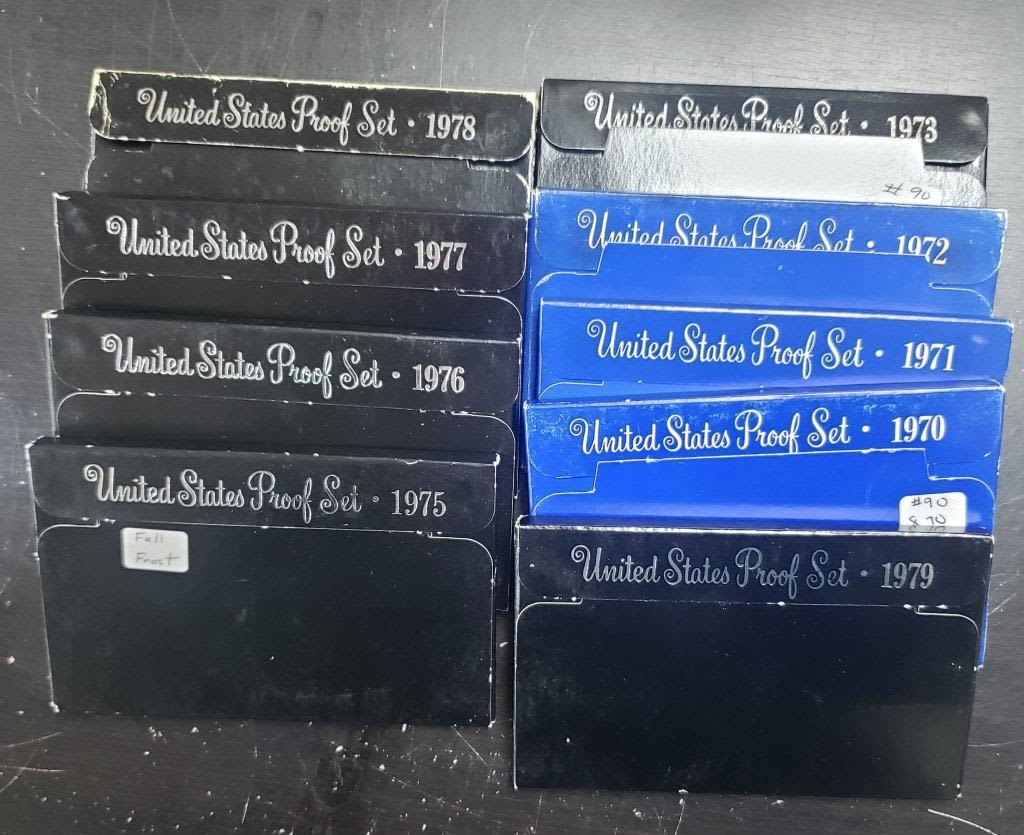 United States Proof Set · 1978
United States Proof Set · 1977
United States Proof Set · 1976
United States Proof Set · 1975
Full
Frost
United States Proof Set · 1973
# 90
United States Proof Set · 1972
United States Proof Set · 1971
United States Proof Set · 1970
#90
United States Proof Set · 1979